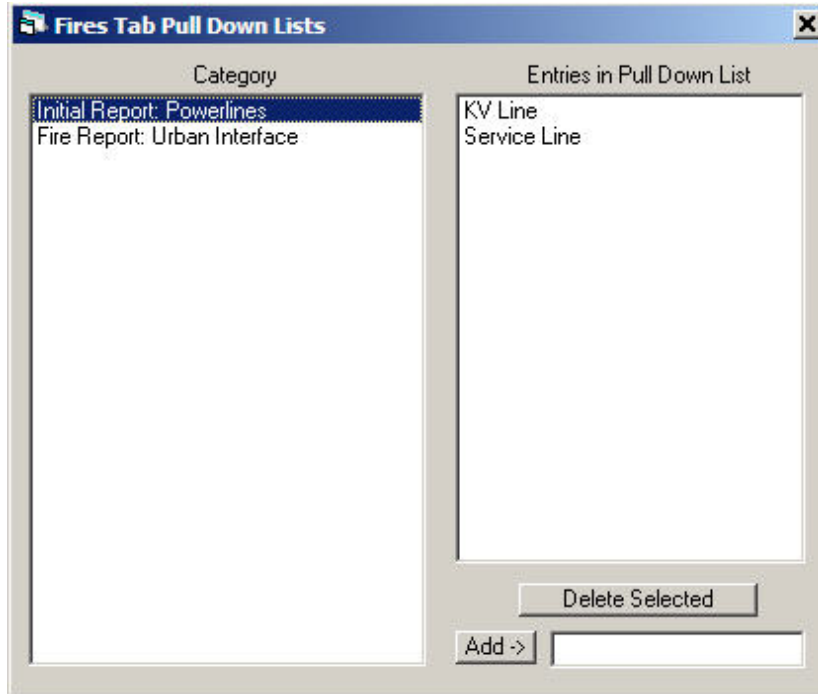 Fires Tab Pull Down Lists
Category
Initial Report: Powerlines
Fire Report: Urban Interface
Entries in Pull Down List
KV Line
Service Line
Delete Selected
Add ->